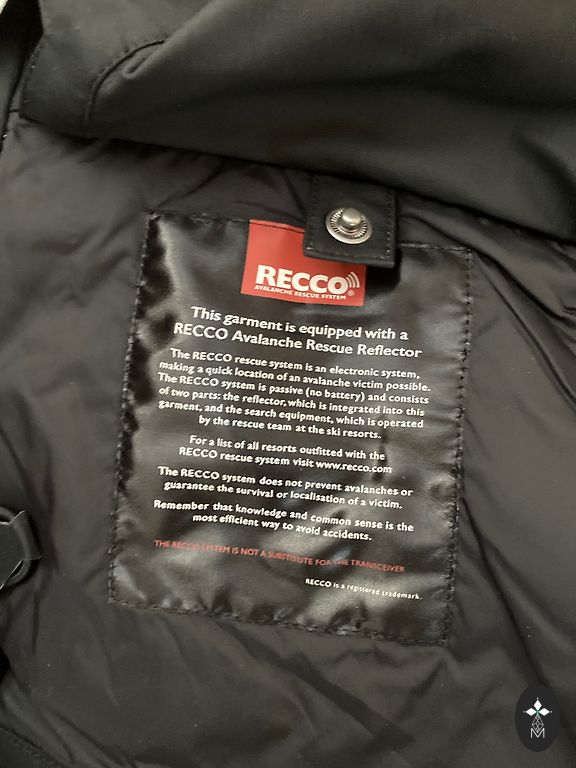 RECCO®
AVALANCHE RESCUE SYSTEM
This garment is equipped with a
RECCO Avalanche Rescue Reflector
The RECCO rescue system is an electronic system,
making a quick location of an avalanche victim possible.
The RECCO system is passive (no battery) and consists
of two parts: the reflector, which is integrated into this
garment, and the search equipment, which is operated
by the rescue team at the ski resorts.
For a list of all resorts outfitted with the
RECCO rescue system visit www.recco.com
The RECCO system does not prevent avalanches or
guarantee the survival or localisation of a victim.
Remember that knowledge and common sense is the
most efficient way to avoid accidents.
THE RECCO SYSTEM IS NOT A SUBSTITUTE FOR THE TRANSCEIVER
RECCO is a registered trademark.
M